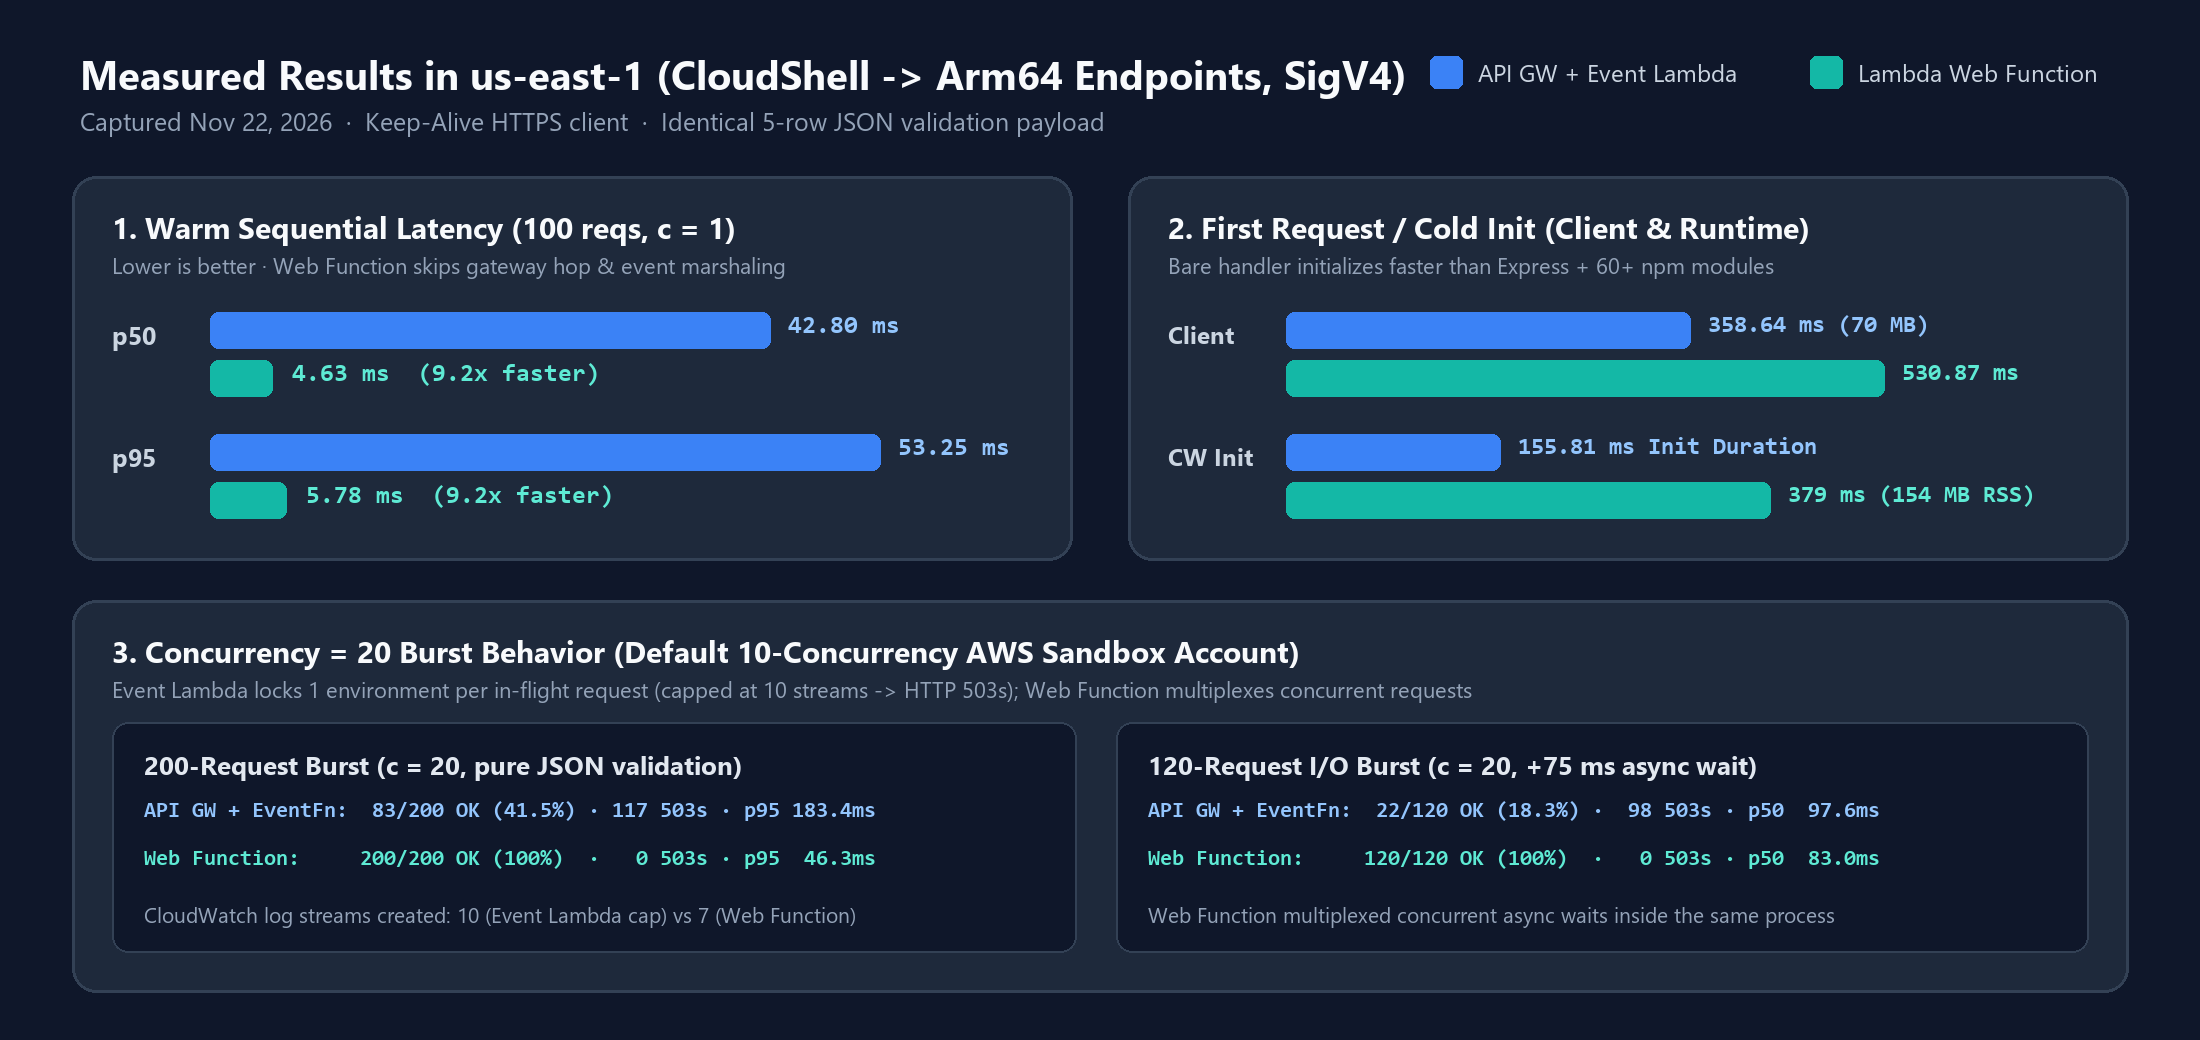 Measured Results in us-east-1 (CloudShell -> Arm64 Endpoints, SigV4)
API GW + Event Lambda
Lambda Web Function
Captured Nov 22, 2026 · Keep-Alive HTTPS client · Identical 5-row JSON validation payload
1. Warm Sequential Latency (100 reqs, c = 1)
Lower is better · Web Function skips gateway hop & event marshaling
p50
42.80 ms
4.63 ms (9.2x faster)
p95
53.25 ms
5.78 ms (9.2x faster)
2. First Request / Cold Init (Client & Runtime)
Bare handler initializes faster than Express + 60+ npm modules
Client
358.64 ms (70 MB)
530.87 ms
CW Init
155.81 ms Init Duration
379 ms (154 MB RSS)
3. Concurrency = 20 Burst Behavior (Default 10-Concurrency AWS Sandbox Account)
Event Lambda locks 1 environment per in-flight request (capped at 10 streams -> HTTP 503s); Web Function multiplexes concurrent requests
200-Request Burst (c = 20, pure JSON validation)
API GW + EventFn: 83/200 OK (41.5%) · 117 503s · p95 183.4ms
Web Function: 200/200 OK (100%) · 0 503s · p95 46.3ms
CloudWatch log streams created: 10 (Event Lambda cap) vs 7 (Web Function)
120-Request I/O Burst (c = 20, +75 ms async wait)
API GW + EventFn: 22/120 OK (18.3%) · 98 503s · p50 97.6ms
Web Function: 120/120 OK (100%) · 0 503s · p50 83.0ms
Web Function multiplexed concurrent async waits inside the same process